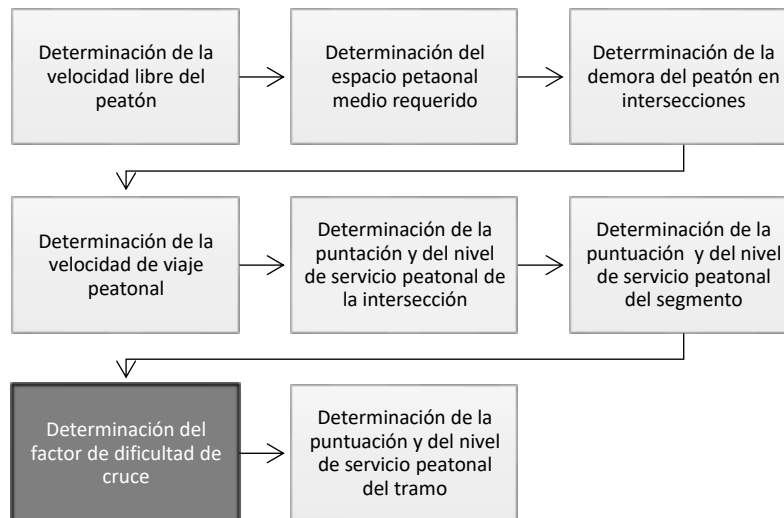 Determinación de la
velocidad libre del
peatón
Determinación del
espacio petaonal
medio requerido
Deterrminación de la
demora del peatón en
intersecciones
Determinación de la
velocidad de viaje
peatonal
Determinación de la
puntación y del nivel
de servicio peatonal de
la intersección
Determinación de la
puntuación y del nivel
de servicio peatonal
del segmento
Determinación del
factor de dificultad de
cruce
Determinación de la
puntuación y del nivel
de servicio peatonal
del tramo